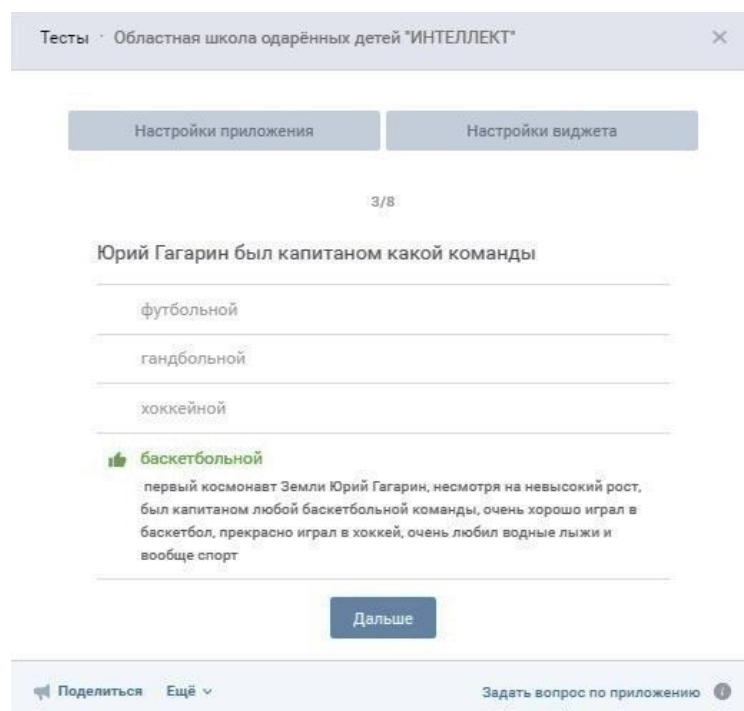 Тесты · Областная школа одарённых детей "ИНТЕЛЛЕКТ"
Настройки приложения
Настройки виджета
3/8
Юрий Гагарин был капитаном какой команды
футбольной
гандбольной
хоккейной
баскетбольной
первый космонавт Земли Юрий Гагарин, несмотря на невысокий рост,
был капитаном любой баскетбольной команды, очень хорошо играл в
баскетбол, прекрасно играл в хоккей, очень любил водные лыжи и
вообще спорт
Дальше
Поделиться
Ещё
Задать вопрос по приложению